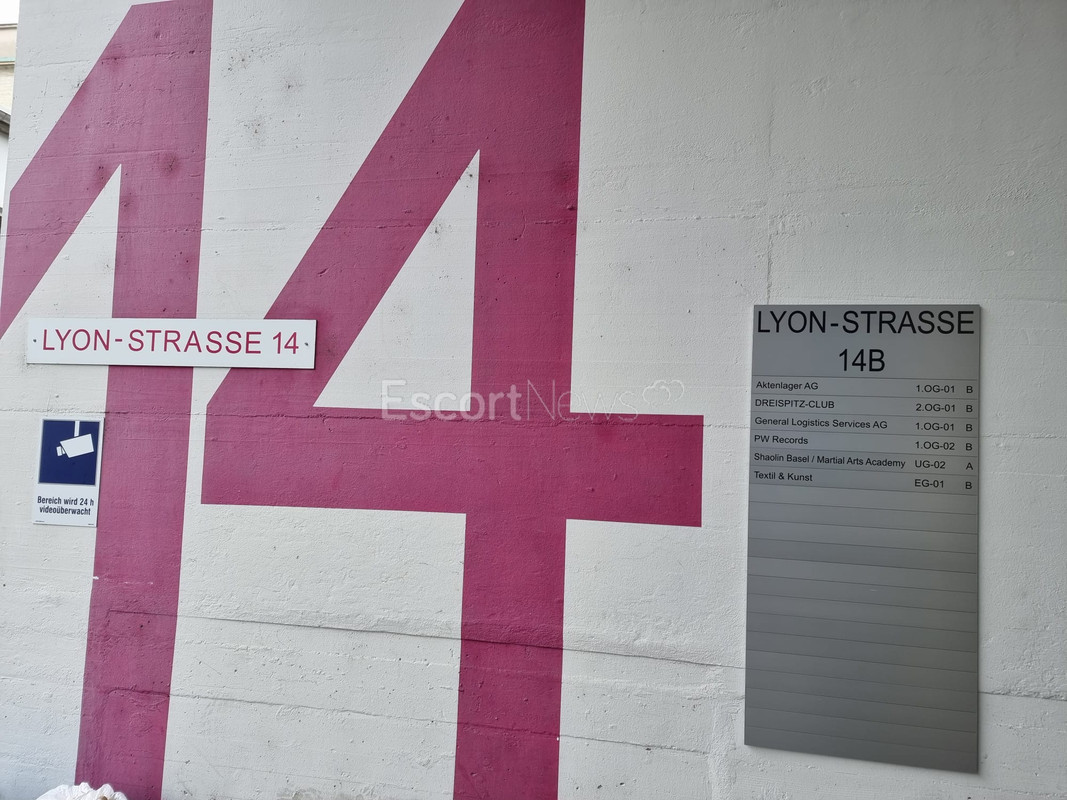 14
LYON-STRASSE 14
Bereich wird 24 h
videoüberwacht
EscortNews
LYON-STRASSE
14B
Aktenlager AG 1.OG-01 B
DREISPITZ-CLUB 2.OG-01 B
General Logistics Services AG 1.OG-01 B
PW Records 1.OG-02 B
Shaolin Basel / Martial Arts Academy UG-02 A
Textil & Kunst EG-01 B